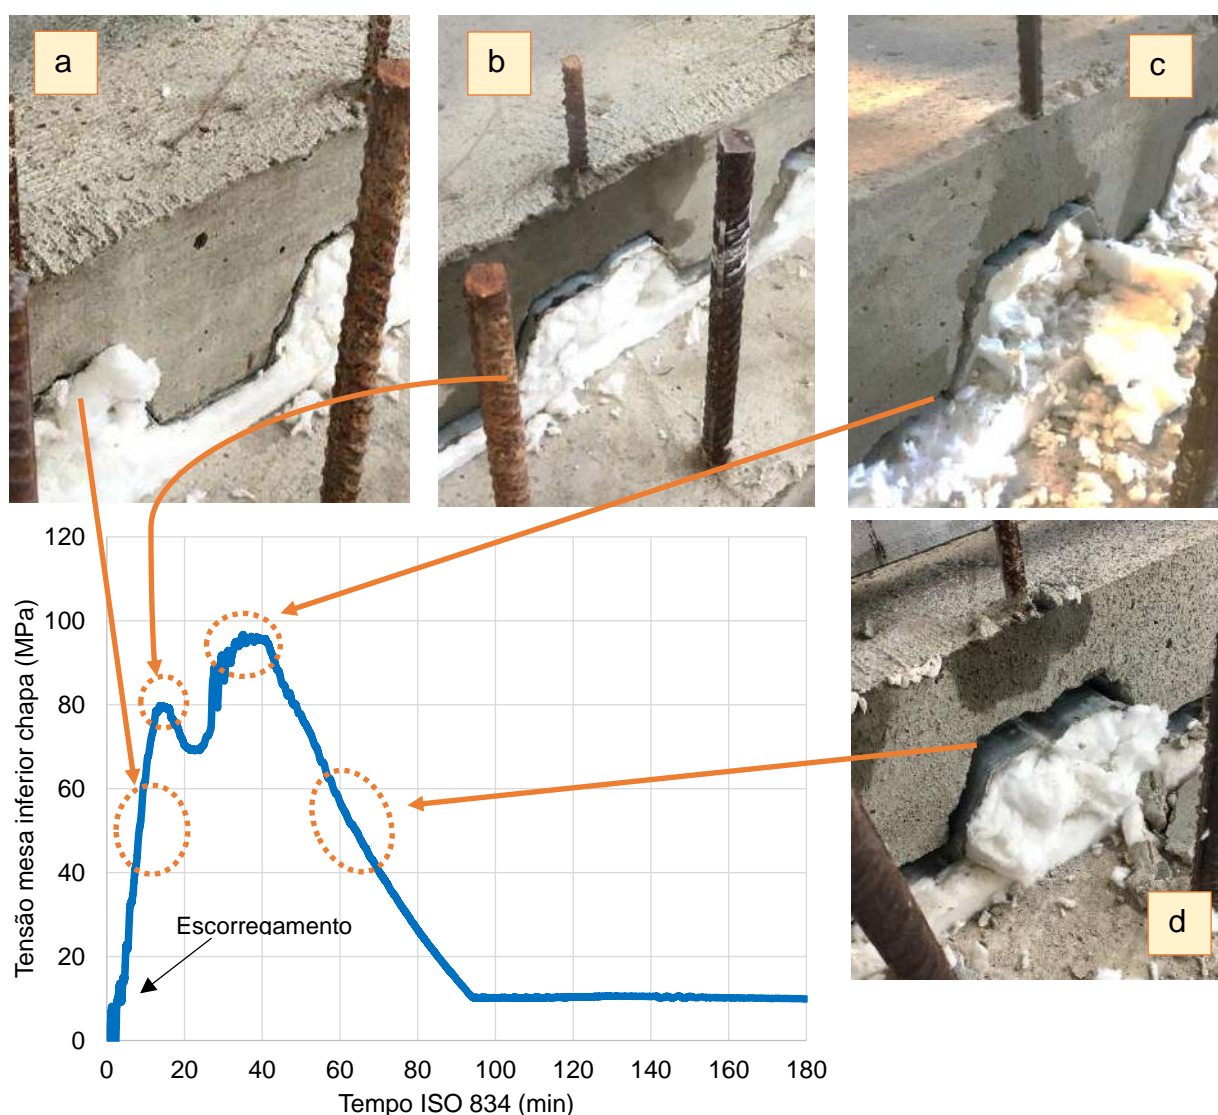 a
b
c
120
100
80
60
40
20
0
Tensão mesa inferior chapa (MPa)
Escorregamento
d
0 20 40 60 80 100 120 140 160 180
Tempo ISO 834 (min)